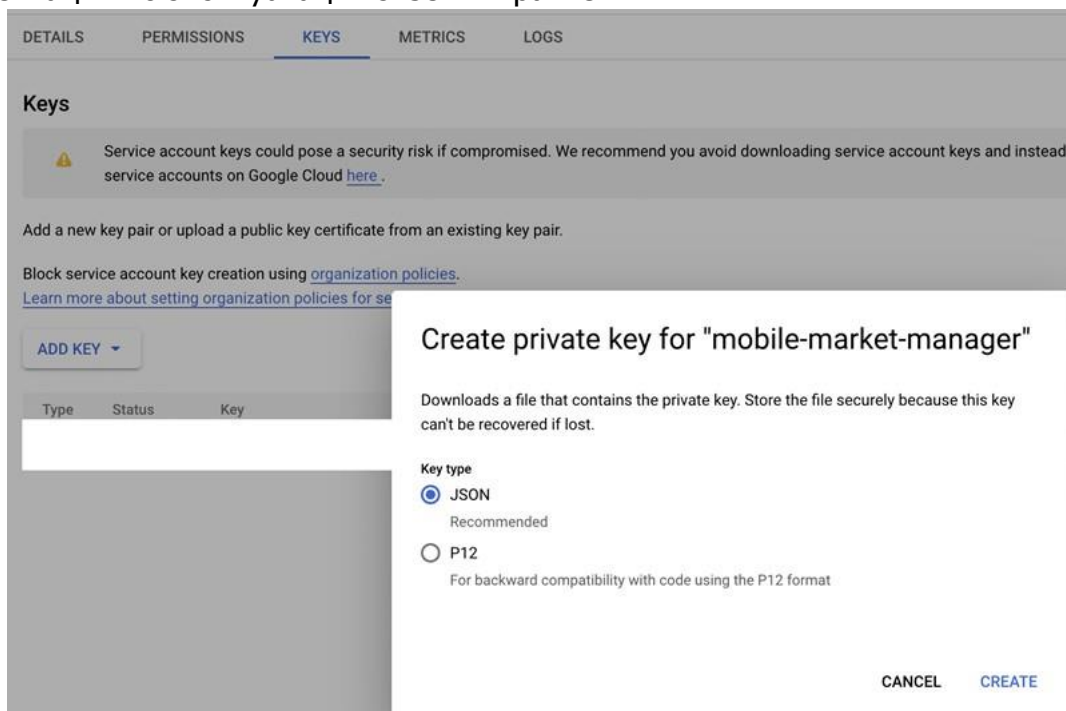 DETAILS PERMISSIONS KEYS METRICS LOGS
Keys
Service account keys could pose a security risk if compromised. We recommend you avoid downloading service account keys and instead
service accounts on Google Cloud here .
Add a new key pair or upload a public key certificate from an existing key pair.
Block service account key creation using organization policies.
Learn more about setting organization policies for se
ADD KEY
Type Status Key
Create private key for "mobile-market-manager"
Downloads a file that contains the private key. Store the file securely because this key
can't be recovered if lost.
Key type
JSON
Recommended
P12
For backward compatibility with code using the P12 format
CANCEL CREATE